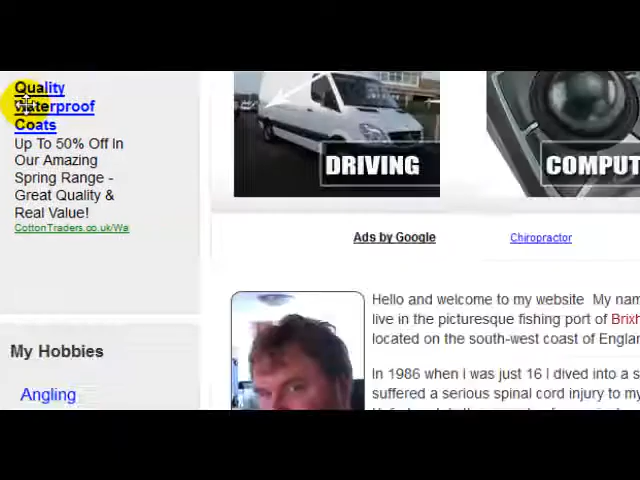 Quality
Waterproof
Coats
Up To 50% Off In
Our Amazing
Spring Range -
Great Quality &
Real Value!
CottonTraders.co.uk/Wa
DRIVING
COMPUT
Ads by Google
Chiropractor
Hello and welcome to my website  My nam
live in the picturesque fishing port of Brixh
located on the south-west coast of Englan
In 1986 when I was just 16 I dived into a s
suffered a serious spinal cord injury to my
My Hobbies
Angling